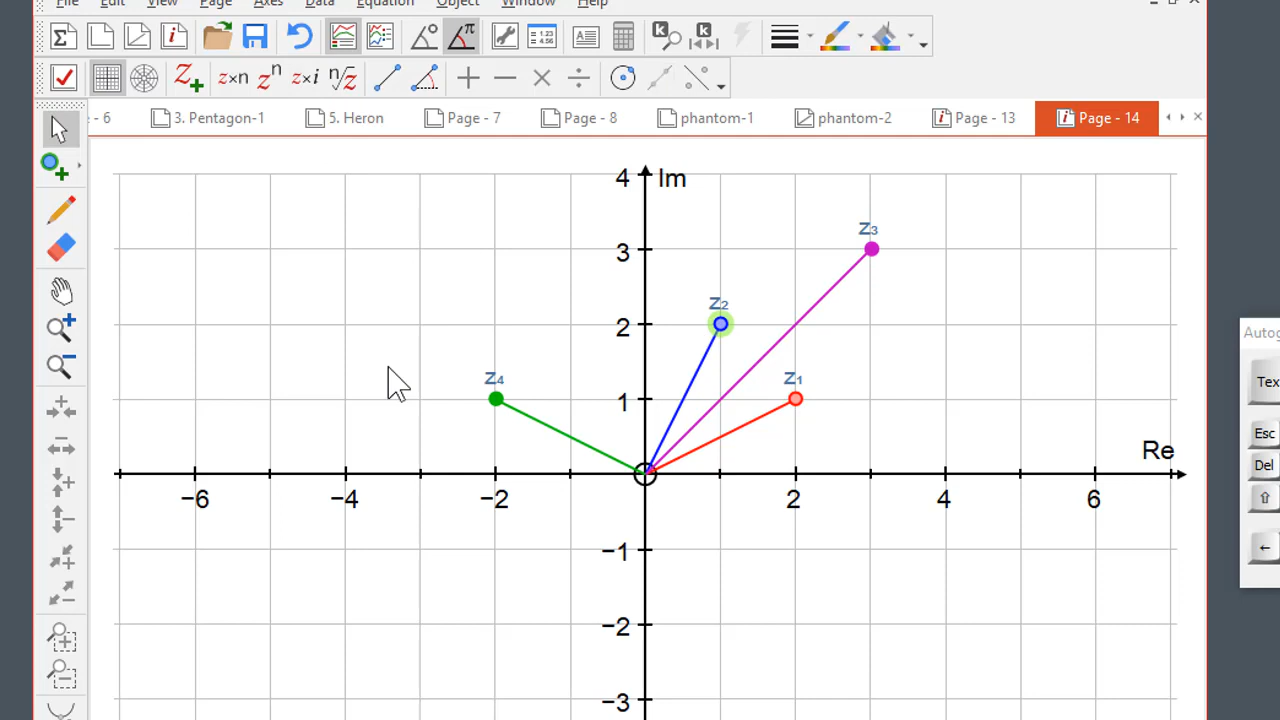 File Edit View Page Axes Data Equation Object Window Help
z×n zⁿ z×i ⁿ√z
- 6 3. Pentagon-1 5. Heron Page - 7 Page - 8 phantom-1 phantom-2 Page - 13 Page - 14
4 Im
z₃
3
z₂
2
z₄ z₁
1
Re
0
−6 −4 −2 2 4 6
−1
−2
−3
Autog
Tex
Esc
Del